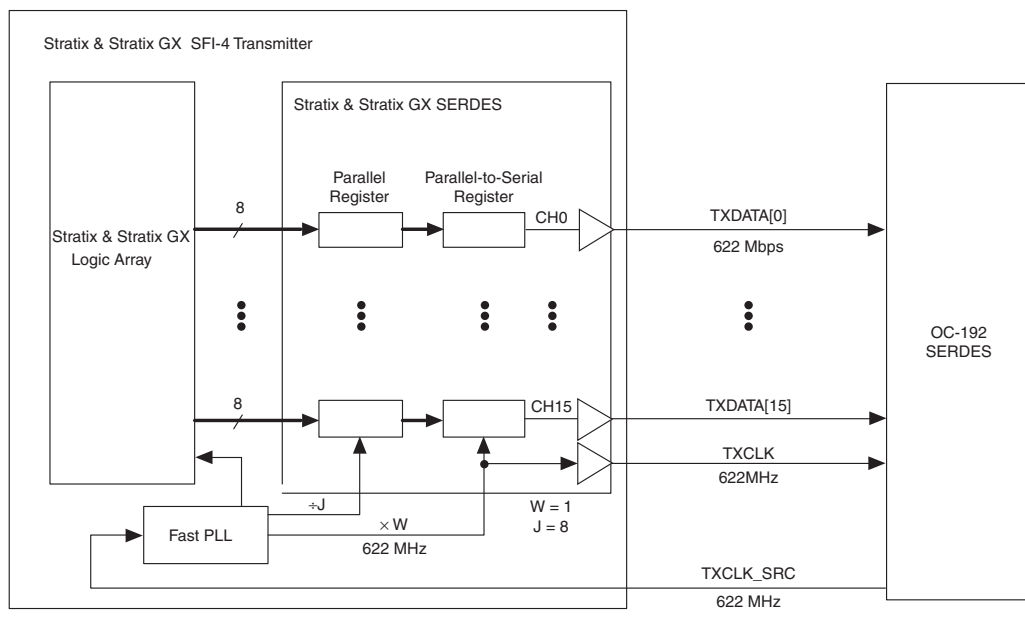 Stratix & Stratix GX SFI-4 Transmitter
Stratix & Stratix GX SERDES
Parallel
Register
Parallel-to-Serial
Register
8
CH0
TXDATA[0]
622 Mbps
Stratix & Stratix GX
Logic Array
OC-192
SERDES
8
CH15
TXDATA[15]
TXCLK
622MHz
÷J
W = 1
J = 8
Fast PLL
× W
622 MHz
TXCLK_SRC
622 MHz